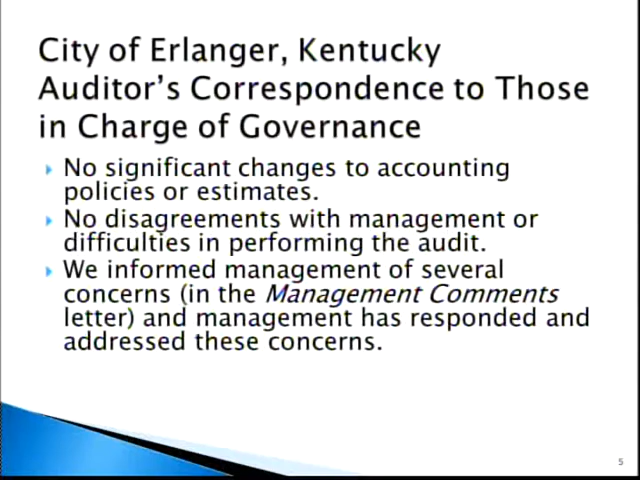 City of Erlanger, Kentucky
Auditor's Correspondence to Those
in Charge of Governance
No significant changes to accounting
policies or estimates.
No disagreements with management or
difficulties in performing the audit.
We informed management of several
concerns (in the Management Comments
letter) and management has responded and
addressed these concerns.
5